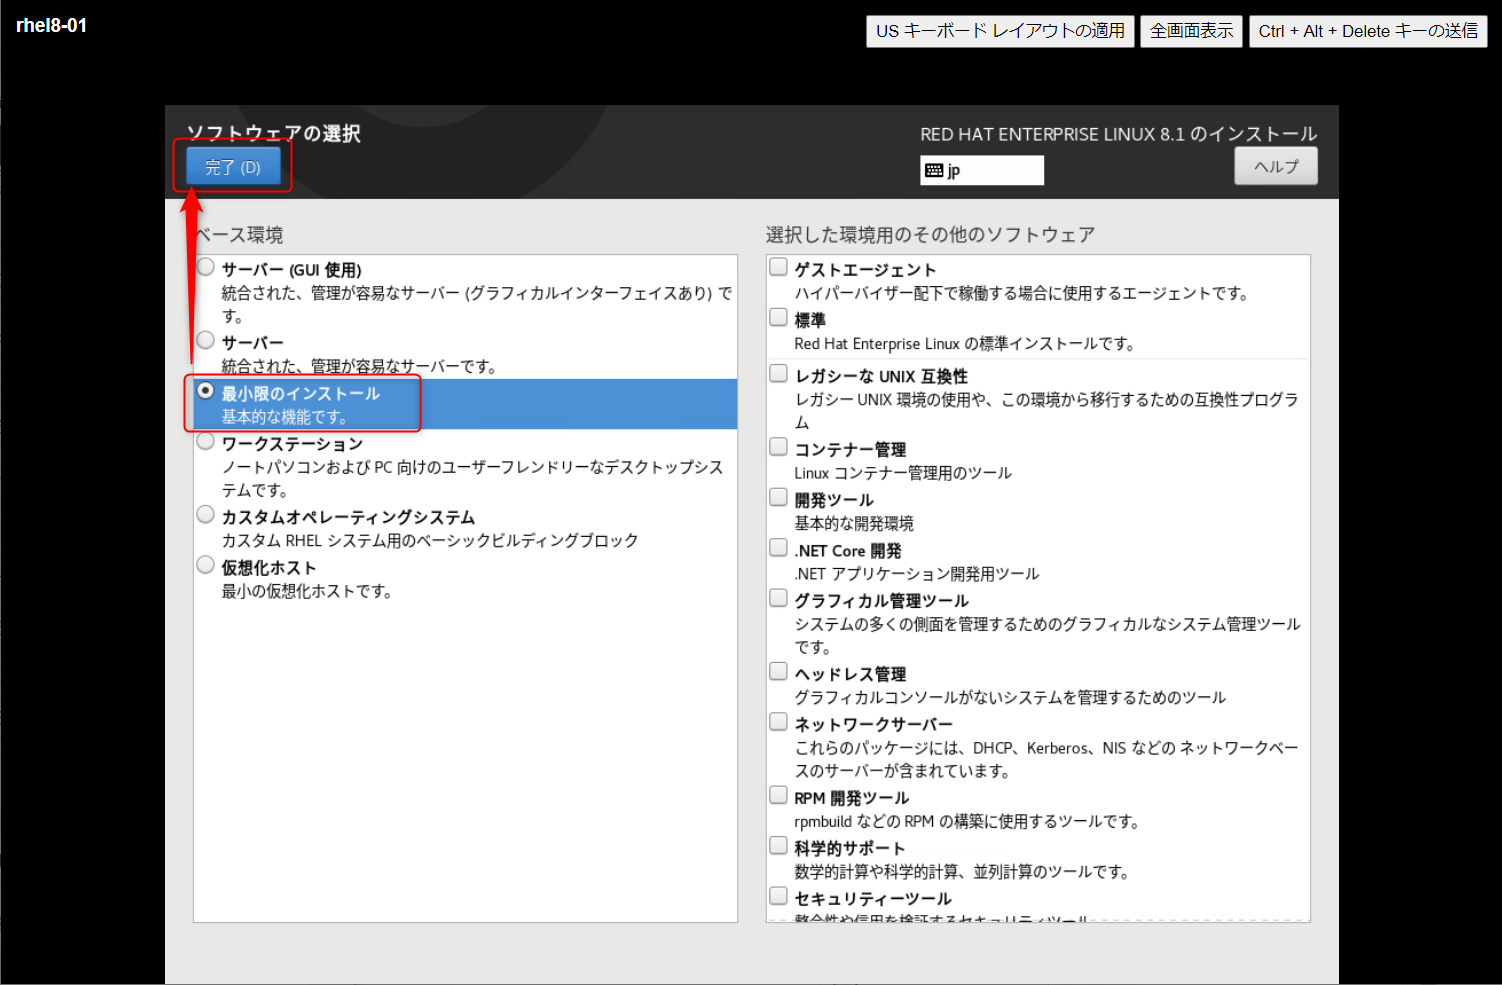 rhel8-01
US キーボード レイアウトの適用
全画面表示
Ctrl + Alt + Delete キーの送信
ソフトウェアの選択
完了 (D)
RED HAT ENTERPRISE LINUX 8.1 のインストール
jp
ヘルプ
ベース環境
サーバー (GUI 使用)
統合された、管理が容易なサーバー (グラフィカルインターフェイスあり) で
す。
サーバー
統合された、管理が容易なサーバーです。
最小限のインストール
基本的な機能です。
ワークステーション
ノートパソコンおよび PC 向けのユーザーフレンドリーなデスクトップシス
テムです。
カスタムオペレーティングシステム
カスタム RHEL システム用のベーシックビルディングブロック
仮想化ホスト
最小の仮想化ホストです。
選択した環境用のその他のソフトウェア
ゲストエージェント
ハイパーバイザー配下で稼働する場合に使用するエージェントです。
標準
Red Hat Enterprise Linux の標準インストールです。
レガシーな UNIX 互換性
レガシー UNIX 環境の使用や、この環境から移行するための互換性プログラ
ム
コンテナー管理
Linux コンテナー管理用のツール
開発ツール
基本的な開発環境
.NET Core 開発
.NET アプリケーション開発用ツール
グラフィカル管理ツール
システムの多くの側面を管理するためのグラフィカルなシステム管理ツール
です。
ヘッドレス管理
グラフィカルコンソールがないシステムを管理するためのツール
ネットワークサーバー
これらのパッケージには、DHCP、Kerberos、NIS などの ネットワークベー
スのサーバーが含まれています。
RPM 開発ツール
rpmbuild などの RPM の構築に使用するツールです。
科学的サポート
数学的計算や科学的計算、並列計算のツールです。
セキュリティーツール
整合性や信用を検証するセキュリティツール